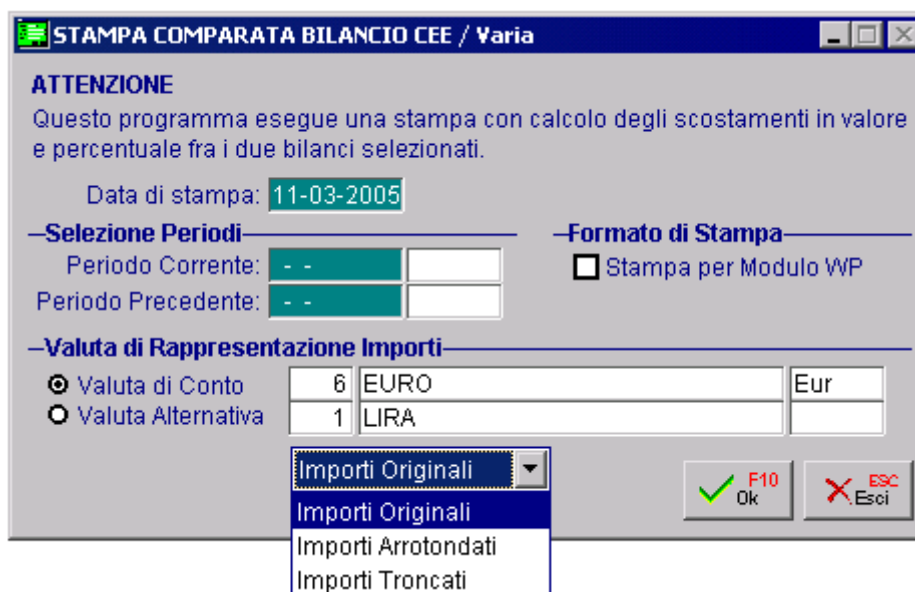 STAMPA COMPARATA BILANCIO CEE / Varia
ATTENZIONE
Questo programma esegue una stampa con calcolo degli scostamenti in valore
e percentuale fra i due bilanci selezionati.
Data di stampa: 11-03-2005
Selezione Periodi
Formato di Stampa
Periodo Corrente: - -
Stampa per Modulo WP
Periodo Precedente: - -
Valuta di Rappresentazione Importi
Valuta di Conto 6 EURO Eur
Valuta Alternativa 1 LIRA
Importi Originali
F10
Ok
ESC
Esci
Importi Originali
Importi Arrotondati
Importi Troncati